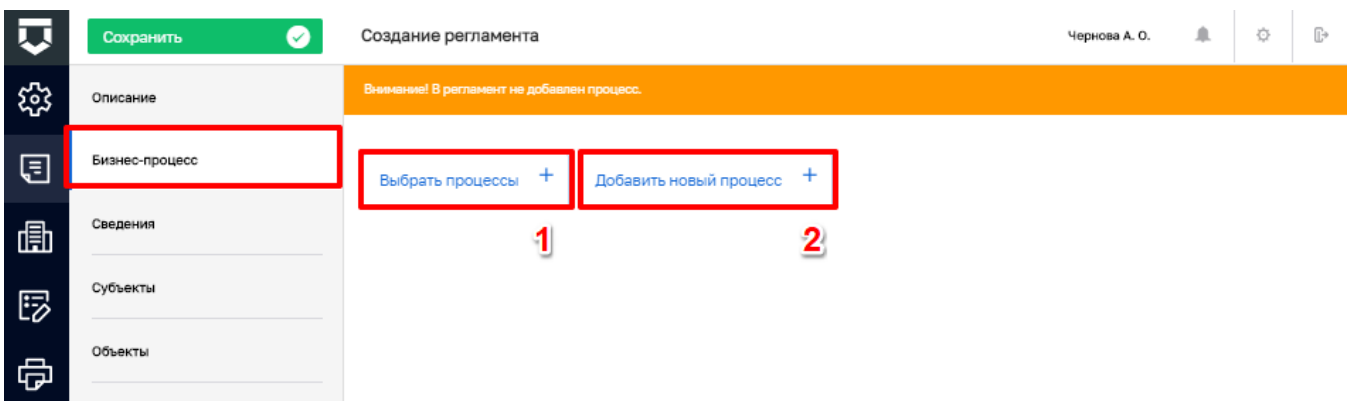 Сохранить
Создание регламента
Чернова А. О.
Описание
Внимание! В регламент не добавлен процесс.
Бизнес-процесс
Выбрать процессы +
Добавить новый процесс +
1
2
Сведения
Субъекты
Объекты